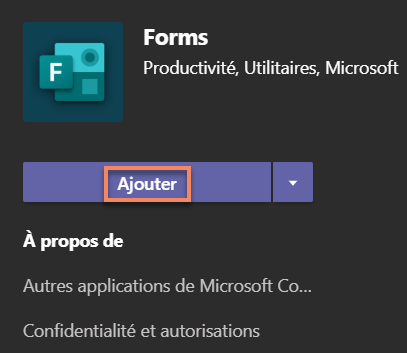 Forms
Productivité, Utilitaires, Microsoft
F
Ajouter
À propos de
Autres applications de Microsoft Co...
Confidentialité et autorisations